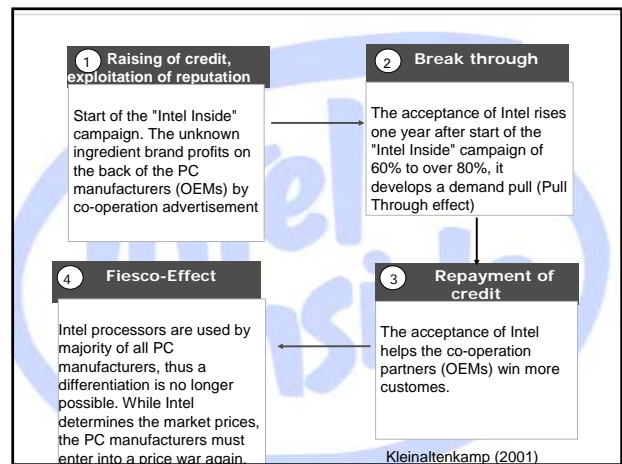 1 Raising of credit,
exploitation of reputation
Start of the "Intel Inside"
campaign. The unknown
ingredient brand profits on
the back of the PC
manufacturers (OEMs) by
co-operation advertisement
2 Break through
The acceptance of Intel rises
one year after start of the
"Intel Inside" campaign of
60% to over 80%, it
develops a demand pull (Pull
Through effect)
3 Repayment of
credit
The acceptance of Intel
helps the co-operation
partners (OEMs) win more
customes.
4 Fiesco-Effect
Intel processors are used by
majority of all PC
manufacturers, thus a
differentiation is no longer
possible. While Intel
determines the market prices,
the PC manufacturers must
enter into a price war again.
Kleinaltenkamp (2001)
intel
inside